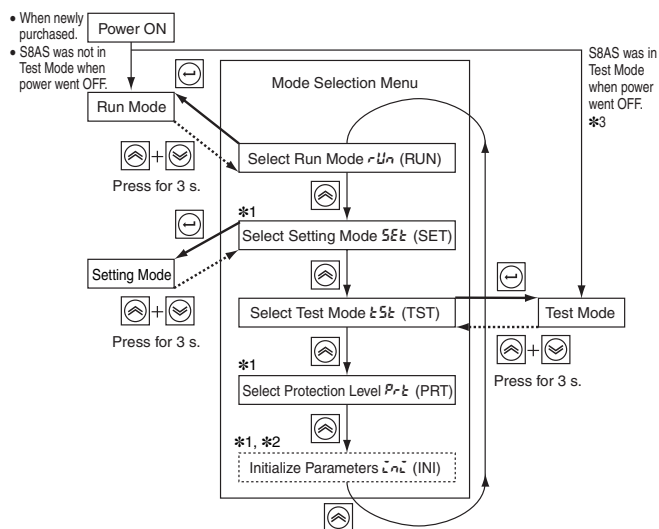 • When newly purchased.
• S8AS was not in Test Mode when power went OFF.
Power ON
S8AS was in Test Mode when power went OFF.
*3
Mode Selection Menu
Run Mode
Select Run Mode rUn (RUN)
+
Press for 3 s.
*1
Select Setting Mode SEt (SET)
Setting Mode
+
Press for 3 s.
Select Test Mode tSt (TST)
Test Mode
+
Press for 3 s.
*1
Select Protection Level Prt (PRT)
*1, *2
Initialize Parameters ini (INI)